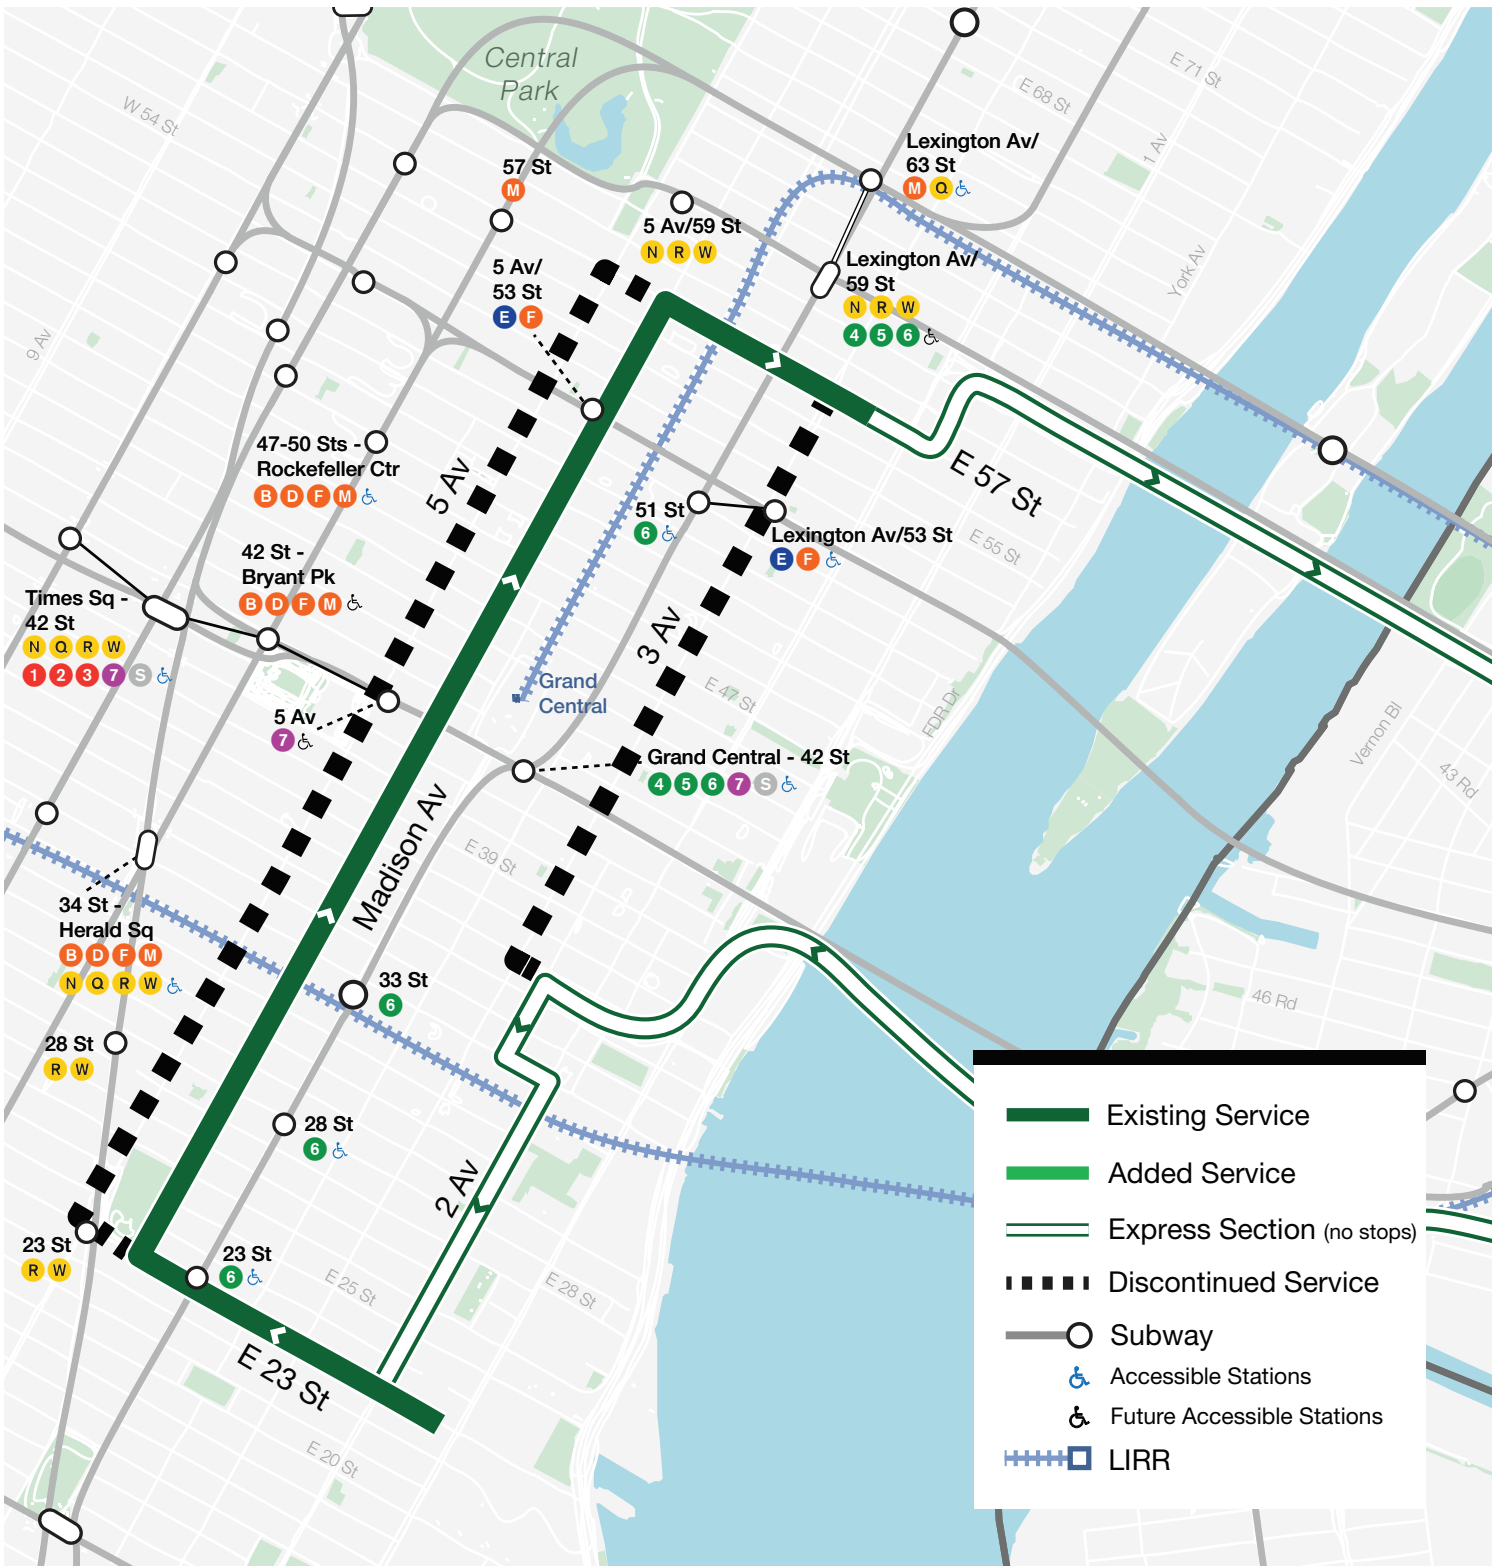 Central
Park
E 71 St
E 68 St
W 54 St
1 Av
Lexington Av/
63 St
M Q
57 St
M
5 Av/59 St
N R W
York Av
Lexington Av/
59 St
N R W
4 5 6
5 Av/
53 St
E F
9 Av
47-50 Sts -
Rockefeller Ctr
B D F M
5 Av
E 57 St
51 St
6
Lexington Av/53 St
E F
E 55 St
42 St -
Bryant Pk
B D F M
Times Sq -
42 St
N Q R W
1 2 3 7 S
3 Av
Grand
Central
E 47 St
FDR Dr
5 Av
7
Vernon Bl
43 Rd
Grand Central - 42 St
4 5 6 7 S
Madison Av
E 39 St
34 St -
Herald Sq
B D F M
N Q R W
33 St
6
46 Rd
28 St
R W
28 St
6
2 Av
23 St
R W
23 St
6
E 25 St
E 28 St
E 23 St
E 20 St
Existing Service
Added Service
Express Section (no stops)
Discontinued Service
Subway
Accessible Stations
Future Accessible Stations
LIRR